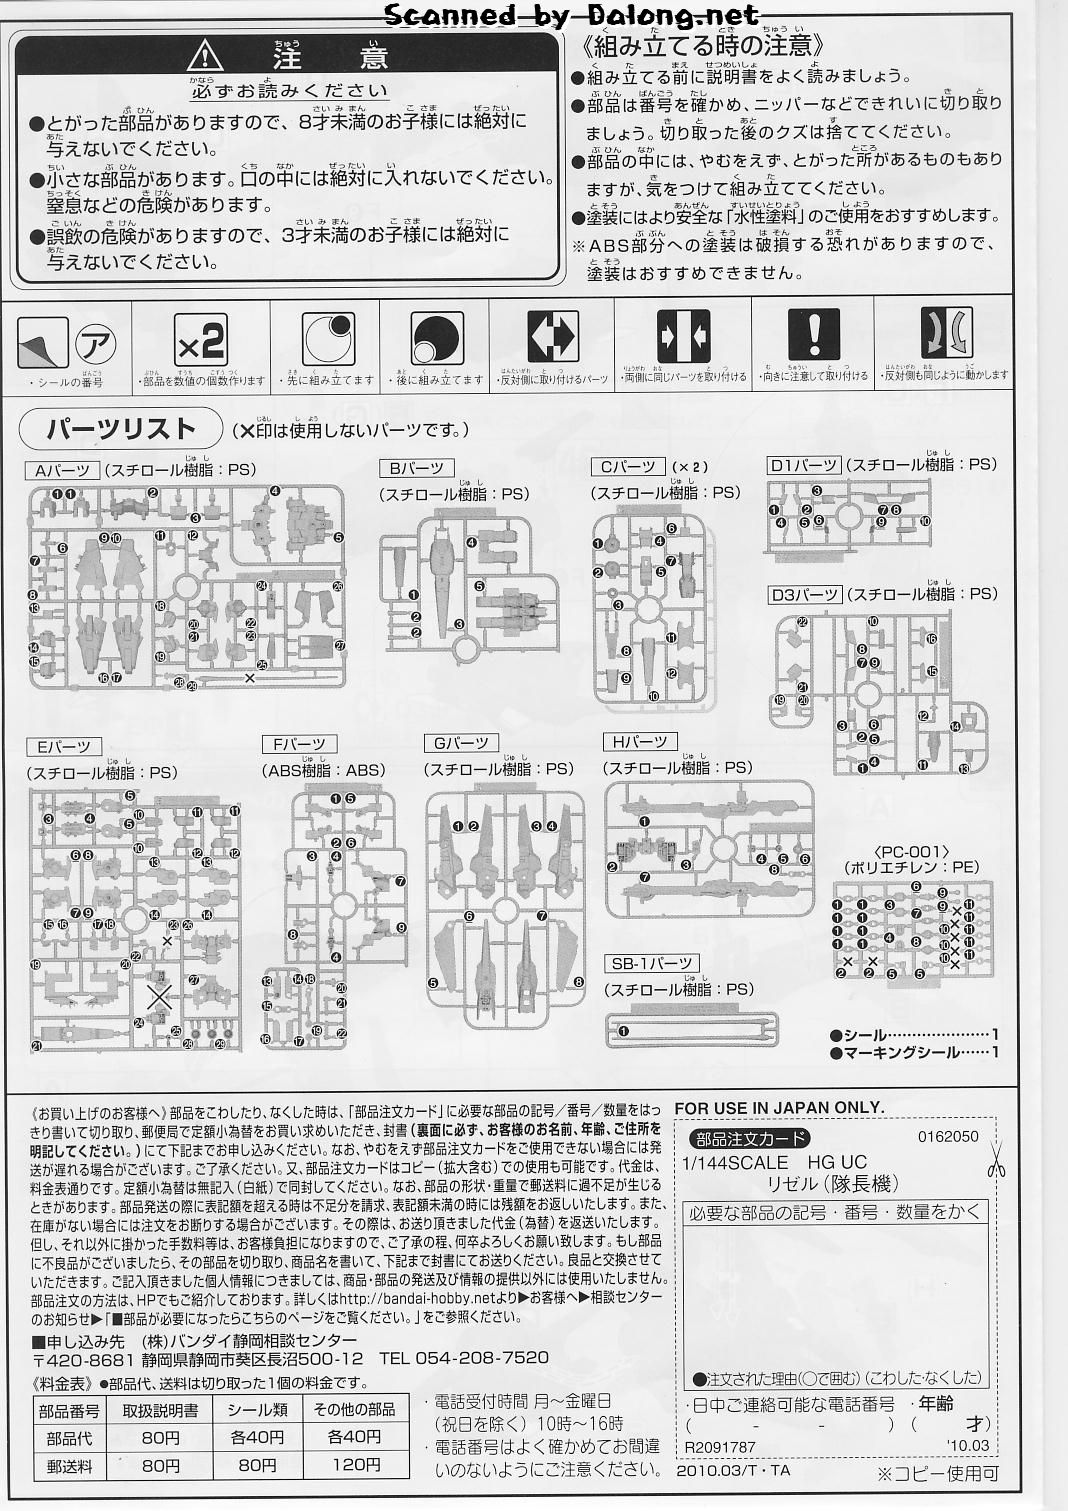 Scanned by Dalong.net
注意
必ずお読みください
●とがった部品がありますので、8才未満のお子様には絶対に
与えないでください。
●小さな部品があります。口の中には絶対に入れないでください。
窒息などの危険があります。
●誤飲の危険がありますので、3才未満のお子様には絶対に
与えないでください。
《組み立てる時の注意》
●組み立てる前に説明書をよく読みましょう。
●部品は番号を確かめ、ニッパーなどできれいに切り取り
ましょう。切り取った後のクズは捨ててください。
●部品の中には、やむをえず、とがった所があるものもあり
ますが、気をつけて組み立ててください。
●塗装にはより安全な「水性塗料」のご使用をおすすめします。
※ABS部分への塗装は破損する恐れがありますので、
塗装はおすすめできません。
ア
×2
・シールの番号
・部品を数値の個数作ります
・先に組み立てます
・後に組み立てます
・反対側に取り付けるパーツ
・両側に同じパーツを取り付ける
・向きに注意して取り付ける
・反対側も同じように動かします
パーツリスト
(×印は使用しないパーツです。)
Aパーツ (スチロール樹脂：PS)
Bパーツ
(スチロール樹脂：PS)
Cパーツ (×2)
(スチロール樹脂：PS)
D1パーツ (スチロール樹脂：PS)
D3パーツ (スチロール樹脂：PS)
Eパーツ
(スチロール樹脂：PS)
Fパーツ
(ABS樹脂：ABS)
Gパーツ
(スチロール樹脂：PS)
Hパーツ
(スチロール樹脂：PS)
〈PC-001〉
(ポリエチレン：PE)
SB-1パーツ
(スチロール樹脂：PS)
●シール…………………1
●マーキングシール……1
《お買い上げのお客様へ》部品をこわしたり、なくした時は、「部品注文カード」に必要な部品の記号／番号／数量をはっ
きり書いて切り取り、郵便局で定額小為替をお買い求めいただき、封書(裏面に必ず、お客様のお名前、年齢、ご住所を
明記してください。)にて下記までお申し込みください。なお、やむをえず部品注文カードをご使用できない場合には発
送が遅れる場合がございます。ご了承ください。又、部品注文カードはコピー(拡大含む)での使用も可能です。代金は、
料金表通りです。定額小為替は無記入(白紙)で同封してください。なお、部品の形状・重量で郵送料に過不足が生じる
ときがあります。部品発送の際に表記額を超える時は不足分を請求、表記額未満の時には残額をお返しいたします。また、
在庫がない場合には注文をお断りする場合がございます。その際は、お送り頂きました代金(為替)を返送いたします。
但し、それ以外に掛かった手数料等は、お客様負担になりますので、ご了承の程、何卒よろしくお願い致します。もし部品
に不良品がございましたら、その部品を切り取り、商品名を書いて、下記まで封書にてお送りください。良品と交換させて
いただきます。ご記入頂きました個人情報につきましては、商品・部品の発送及び情報の提供以外には使用いたしません。
部品注文の方法は、HPでもご紹介しております。詳しくはhttp://bandai-hobby.netより▶お客様へ▶相談センター
のお知らせ▶「■部品が必要になったらこちらのページをご覧ください。」をご参照ください。
■申し込み先 (株)バンダイ静岡相談センター
〒420-8681 静岡県静岡市葵区長沼500-12 TEL 054-208-7520
《料金表》●部品代、送料は切り取った1個の料金です。
部品番号 取扱説明書 シール類 その他の部品
部品代 80円 各40円 各40円
郵送料 80円 80円 120円
・電話受付時間 月～金曜日
(祝日を除く) 10時～16時
・電話番号はよく確かめてお間違
いのないようにご注意ください。
FOR USE IN JAPAN ONLY.
部品注文カード 0162050
1/144SCALE HG UC
リゼル(隊長機)
必要な部品の記号・番号・数量をかく
●注文された理由(○で囲む)(こわした・なくした)
・日中ご連絡可能な電話番号 ・年齢
( - - ) ( 才)
R2091787 '10.03
2010.03/T・TA ※コピー使用可